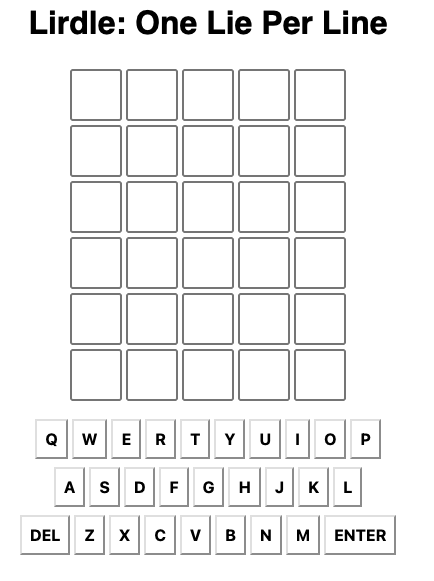 Lirdle: One Lie Per Line
Q W E R T Y U I O P
A S D F G H J K L
DEL Z X C V B N M ENTER